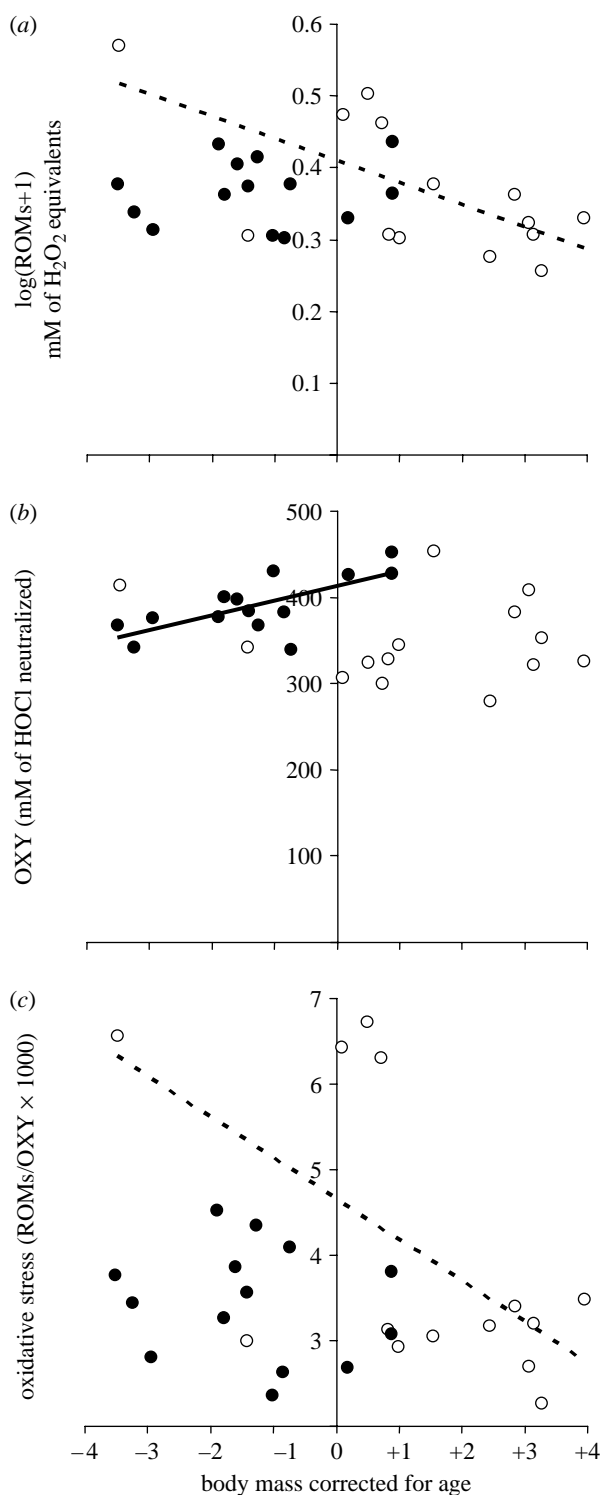 (a)
0.6
0.5
0.4
0.3
0.2
0.1
log(ROMs+1)
mM of H₂O₂ equivalents
(b)
500
400
300
200
100
OXY (mM of HOCl neutralized)
(c)
7
6
5
4
3
2
oxidative stress (ROMs/OXY × 1000)
–4 –3 –2 –1 0 +1 +2 +3 +4
body mass corrected for age